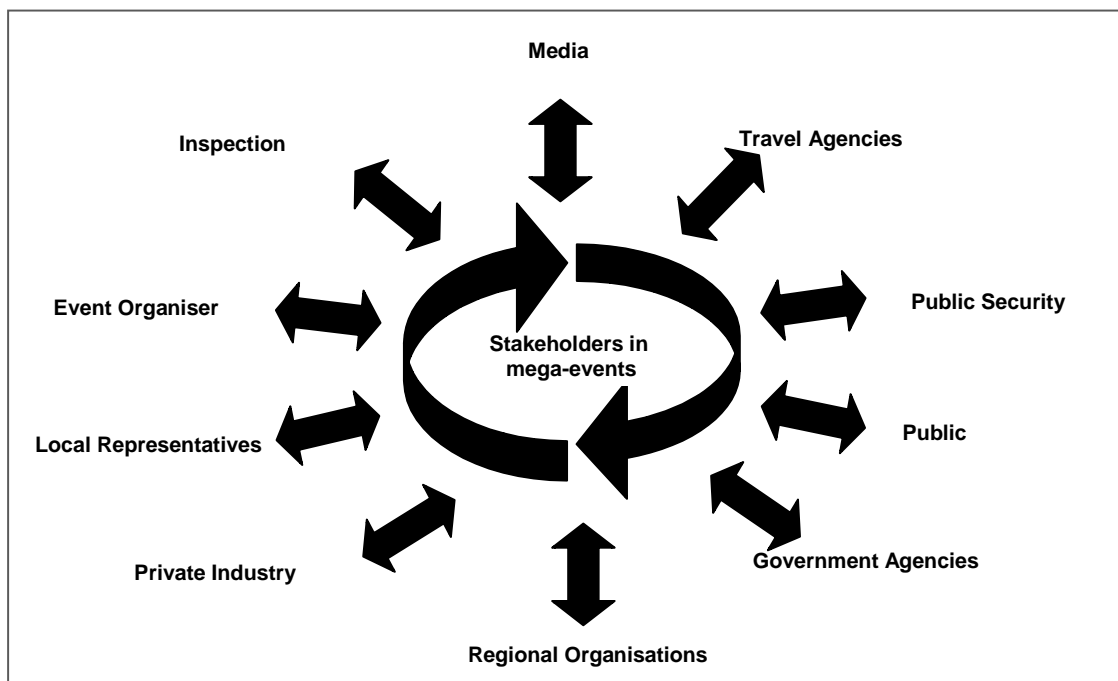 Media
Travel Agencies
Inspection
Event Organiser
Public Security
Stakeholders in
mega-events
Local Representatives
Public
Private Industry
Government Agencies
Regional Organisations